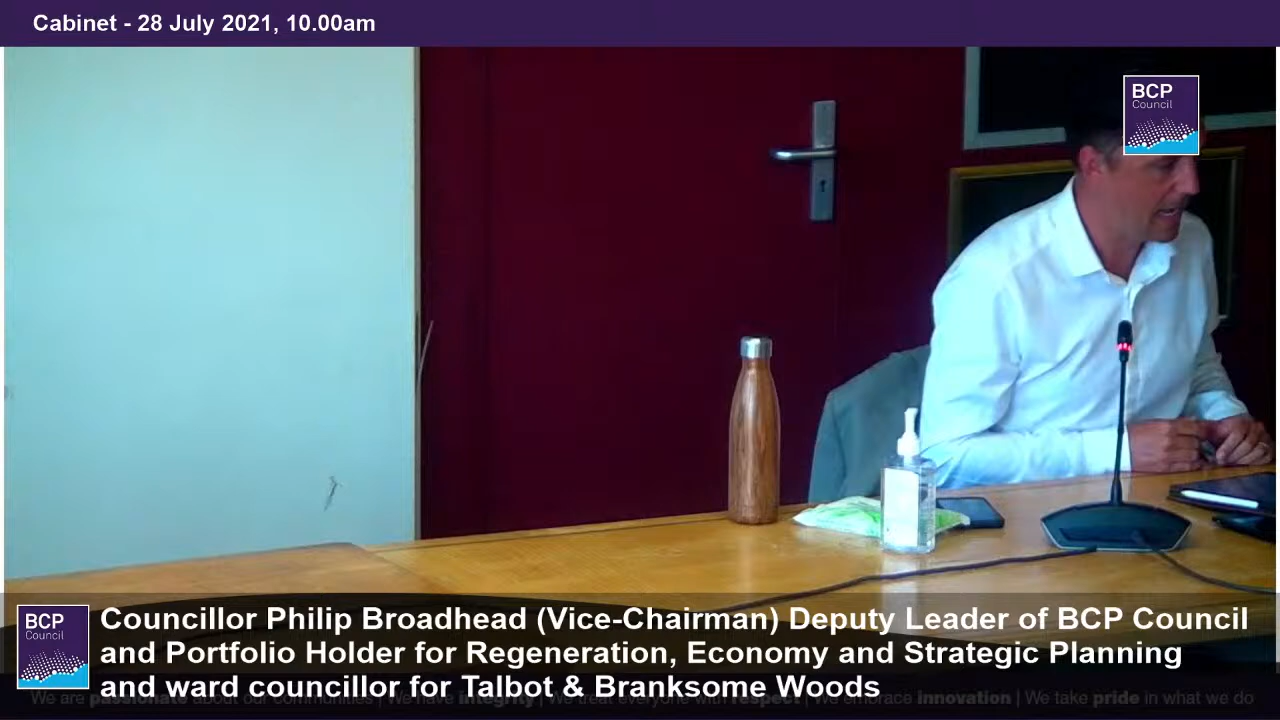 Cabinet - 28 July 2021, 10.00am
BCP
Council
BCP
Council
Councillor Philip Broadhead (Vice-Chairman) Deputy Leader of BCP Council
and Portfolio Holder for Regeneration, Economy and Strategic Planning
and ward councillor for Talbot & Branksome Woods
We are passionate about our communities | We have integrity | We treat everyone with respect | We embrace innovation | We take pride in what we do